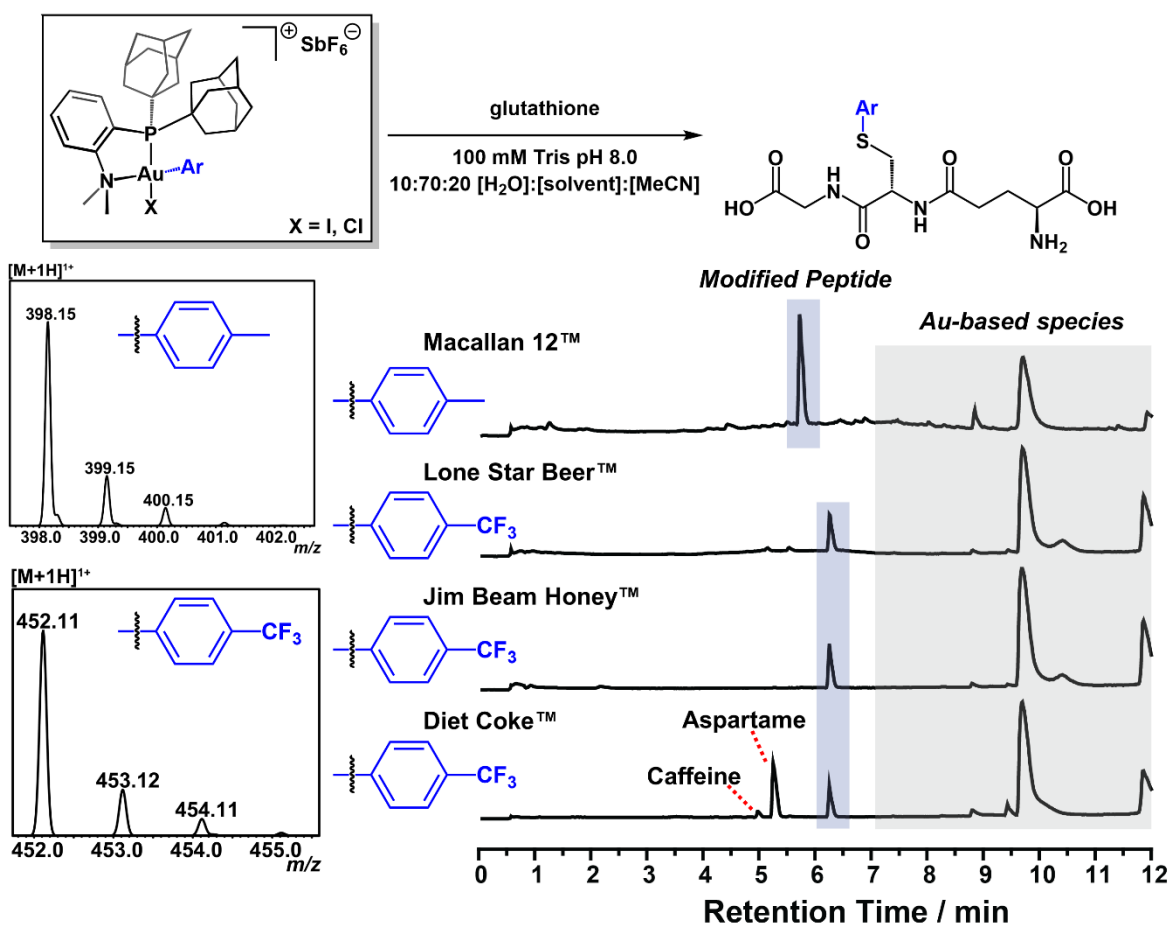 ⊕ SbF6⊖
P
Au
Ar
N
X
X = I, Cl
glutathione
100 mM Tris pH 8.0
10:70:20 [H2O]:[solvent]:[MeCN]
Ar
S
O
HO
H
N
O
N
H
O
NH2
O
OH
[M+1H]1+
398.15
399.15
400.15
398.0 399.0 400.0 401.0 402.0
m/z
[M+1H]1+
452.11
CF3
453.12
454.11
452.0 453.0 454.0 455.0
m/z
Modified Peptide
Au-based species
Macallan 12™
Lone Star Beer™
CF3
Jim Beam Honey™
CF3
Diet Coke™
CF3
Aspartame
Caffeine
0 1 2 3 4 5 6 7 8 9 10 11 12
Retention Time / min